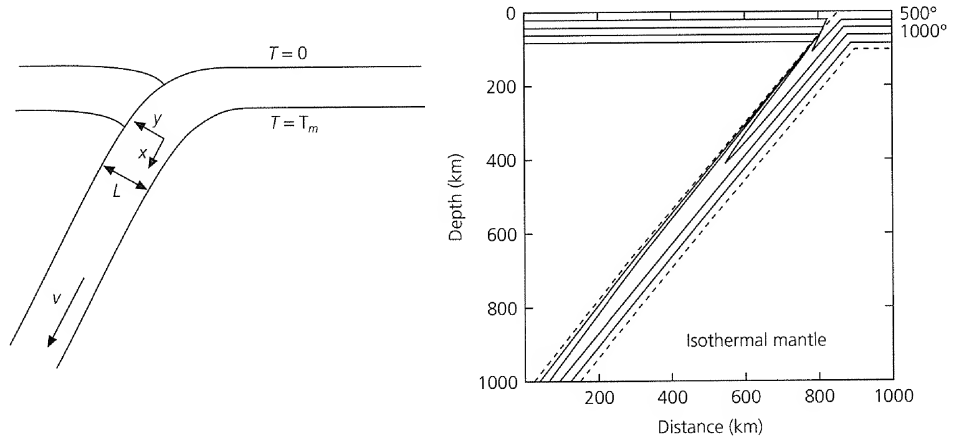 T = 0
T = Tm
y
x
L
v
0
200
400
600
800
1000
Depth (km)
500°
1000°
Isothermal mantle
200
400
600
800
1000
Distance (km)